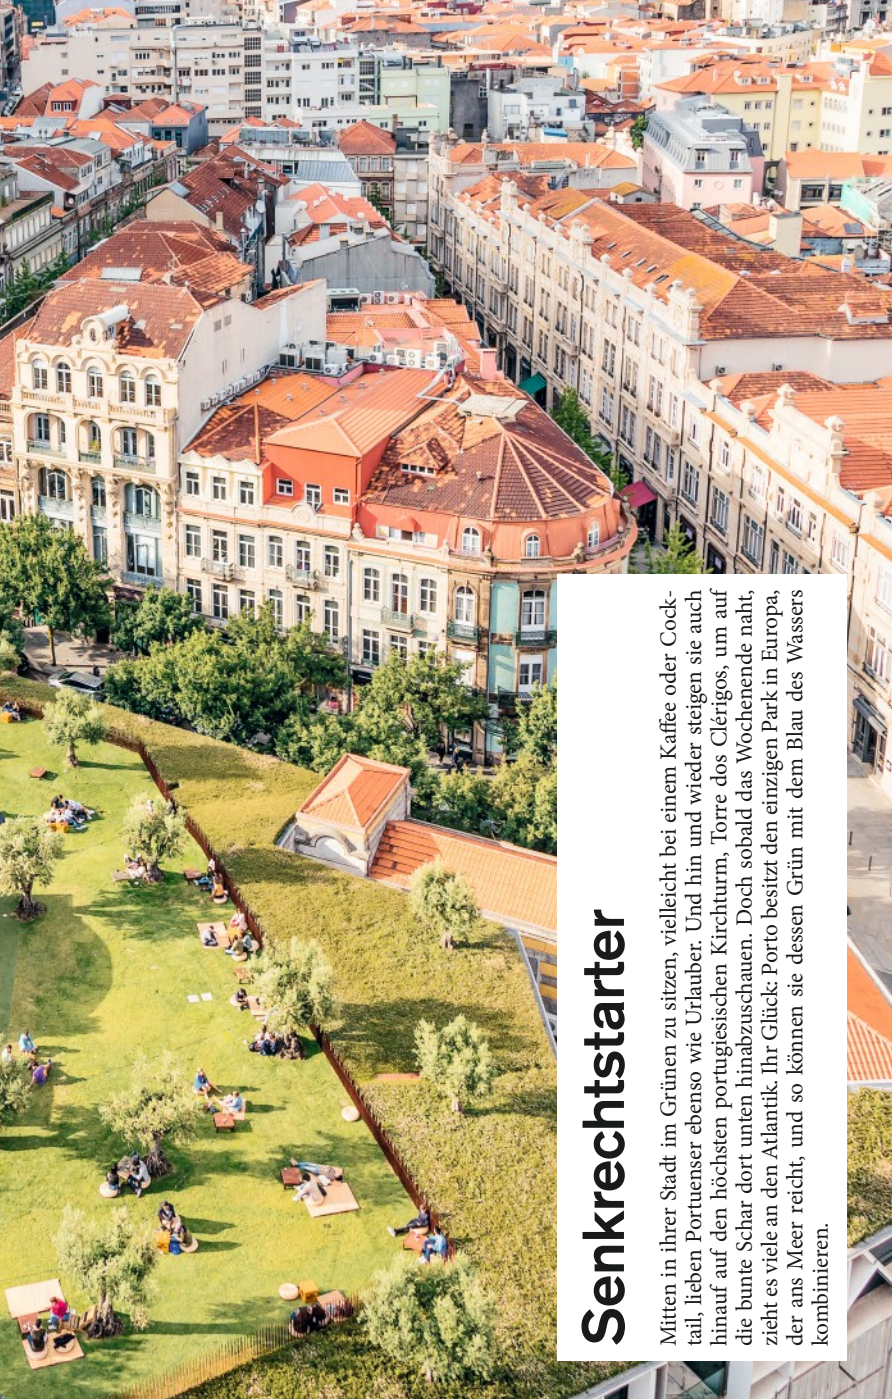 Senkrechtstarter
Mitten in ihrer Stadt im Grünen zu sitzen, vielleicht bei einem Kaffee oder Cock-
tail, lieben Portuenser ebenso wie Urlauber. Und hin und wieder steigen sie auch
hinauf auf den höchsten portugiesischen Kirchturm, Torre dos Clérigos, um auf
die bunte Schar dort unten hinabzuschauen. Doch sobald das Wochenende naht,
zieht es viele an den Atlantik. Ihr Glück: Porto besitzt den einzigen Park in Europa,
der ans Meer reicht, und so können sie dessen Grün mit dem Blau des Wassers
kombinieren.